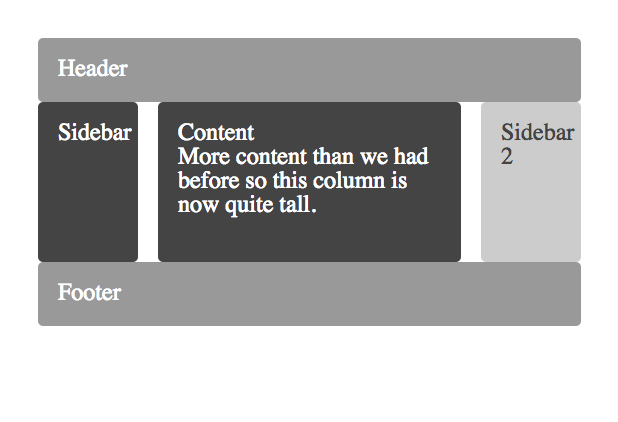 Header
Sidebar
Content
More content than we had
before so this column is
now quite tall.
Sidebar
2
Footer